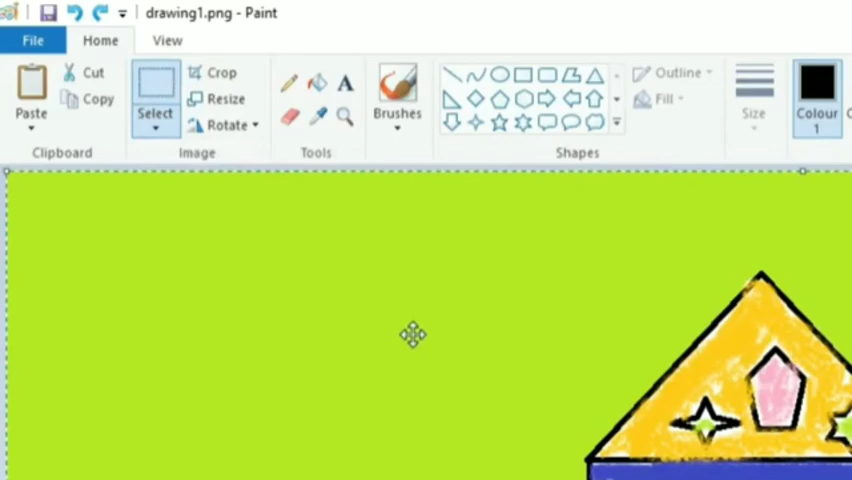 drawing1.png - Paint
File Home View
Cut
Crop
Outline
Copy
Resize
Fill
Paste Select Brushes Size Colour
Rotate
1
Clipboard Image Tools Shapes